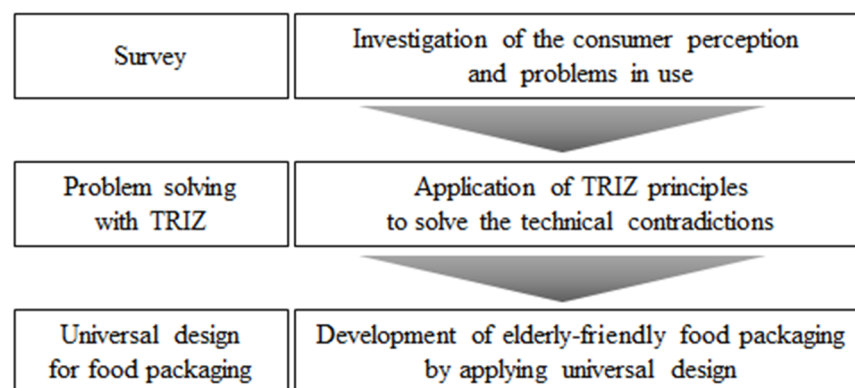 Survey
Investigation of the consumer perception
and problems in use
Problem solving
with TRIZ
Application of TRIZ principles
to solve the technical contradictions
Universal design
for food packaging
Development of elderly-friendly food packaging
by applying universal design